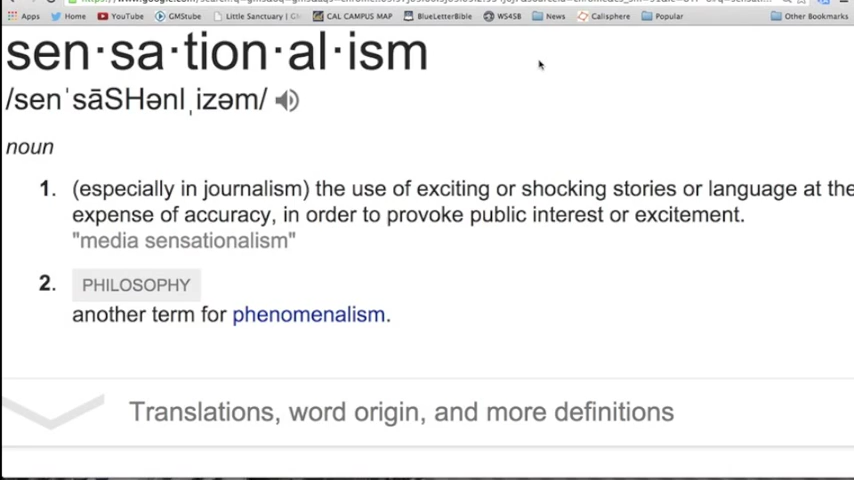 Apps Home YouTube GMStube Little Sanctuary | G CAL CAMPUS MAP BlueLetterBible WS4SB News Calisphere Popular Other Bookmarks
sen·sa·tion·al·ism
/senˈsāSHənlˌizəm/
noun
1. (especially in journalism) the use of exciting or shocking stories or language at the
expense of accuracy, in order to provoke public interest or excitement.
"media sensationalism"
2. PHILOSOPHY
another term for phenomenalism.
Translations, word origin, and more definitions